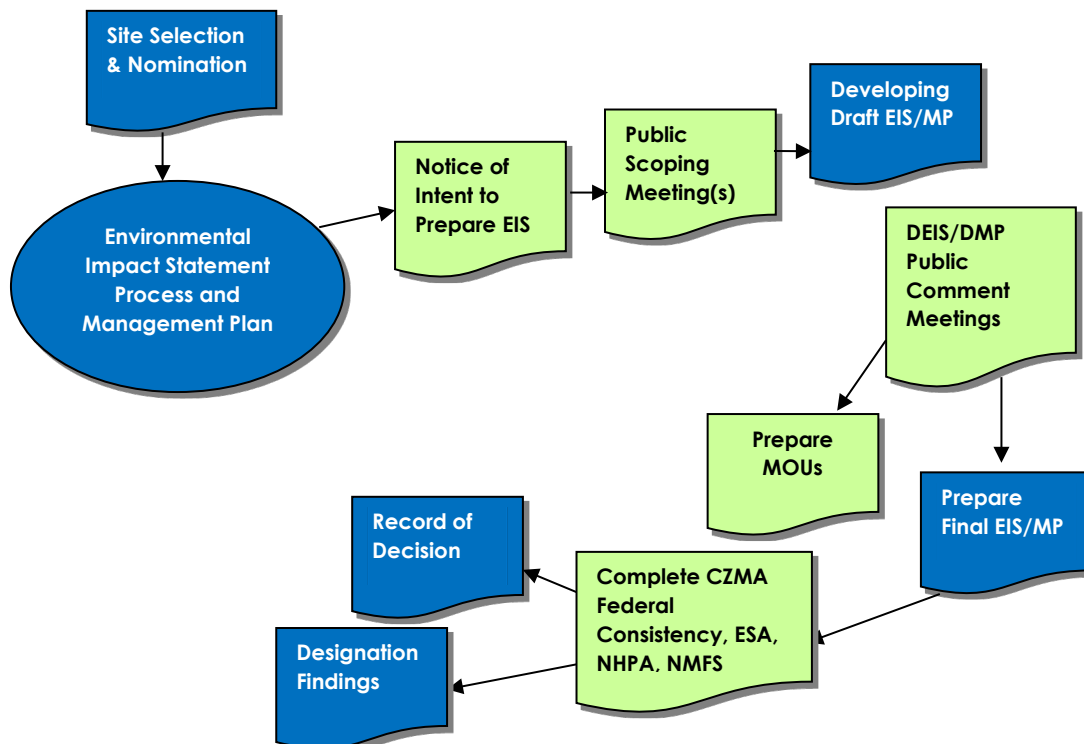 Site Selection
& Nomination
Environmental
Impact Statement
Process and
Management Plan
Notice of
Intent to
Prepare EIS
Public
Scoping
Meeting(s)
Developing
Draft EIS/MP
DEIS/DMP
Public
Comment
Meetings
Prepare
MOUs
Prepare
Final EIS/MP
Complete CZMA
Federal
Consistency, ESA,
NHPA, NMFS
Record of
Decision
Designation
Findings